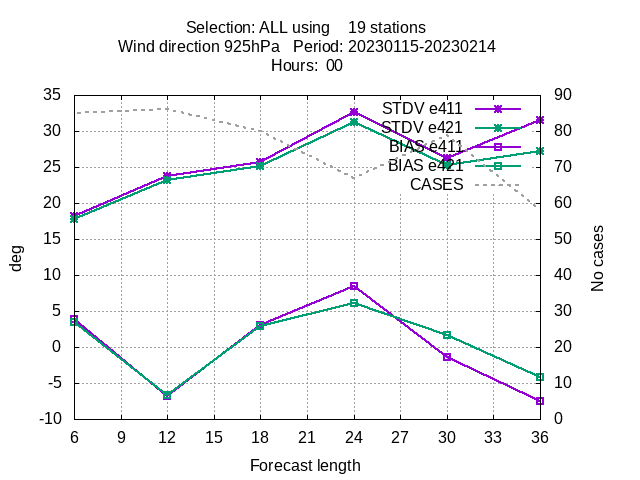 Selection: ALL using 19 stations
Wind direction 925hPa Period: 20230115-20230214
Hours: 00
35 90
30 80
25 70
20 60
15 50
10 40
5 30
0 20
-5 10
-10 0
STDV e411
STDV e421
BIAS e411
BIAS e421
CASES
deg
No cases
6 9 12 15 18 21 24 27 30 33 36
Forecast length